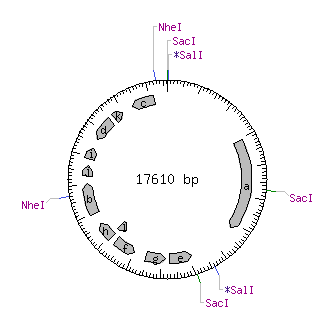 NheI
SacI
*SalI
k
c
d
i
a
17610 bp
b
SacI
NheI
h
f
g
e
*SalI
SacI